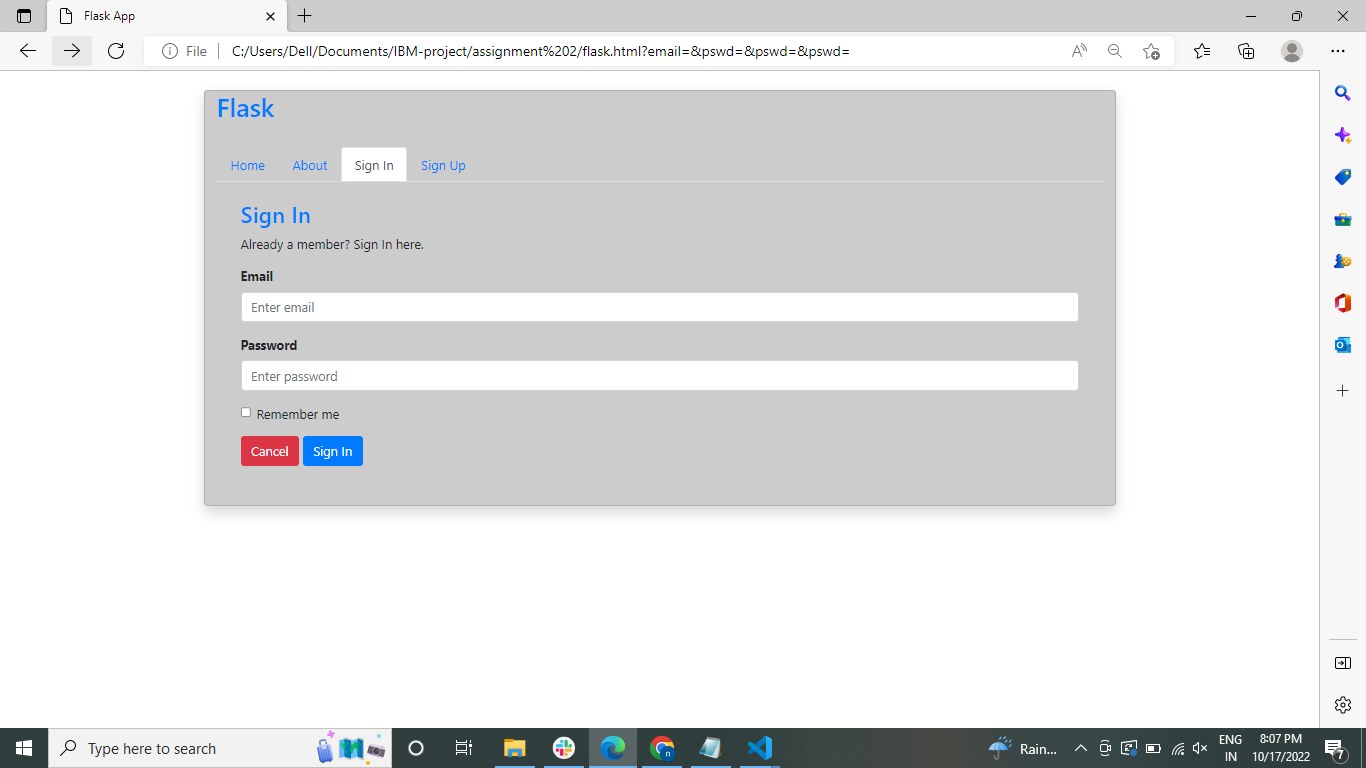 Flask App
File
C:/Users/Dell/Documents/IBM-project/assignment%202/flask.html?email=&pswd=&pswd=&pswd=
Flask
Home About Sign In Sign Up
Sign In
Already a member? Sign In here.
Email
Enter email
Password
Enter password
Remember me
Cancel Sign In
Type here to search
Rain...
ENG
IN
8:07 PM
10/17/2022
7